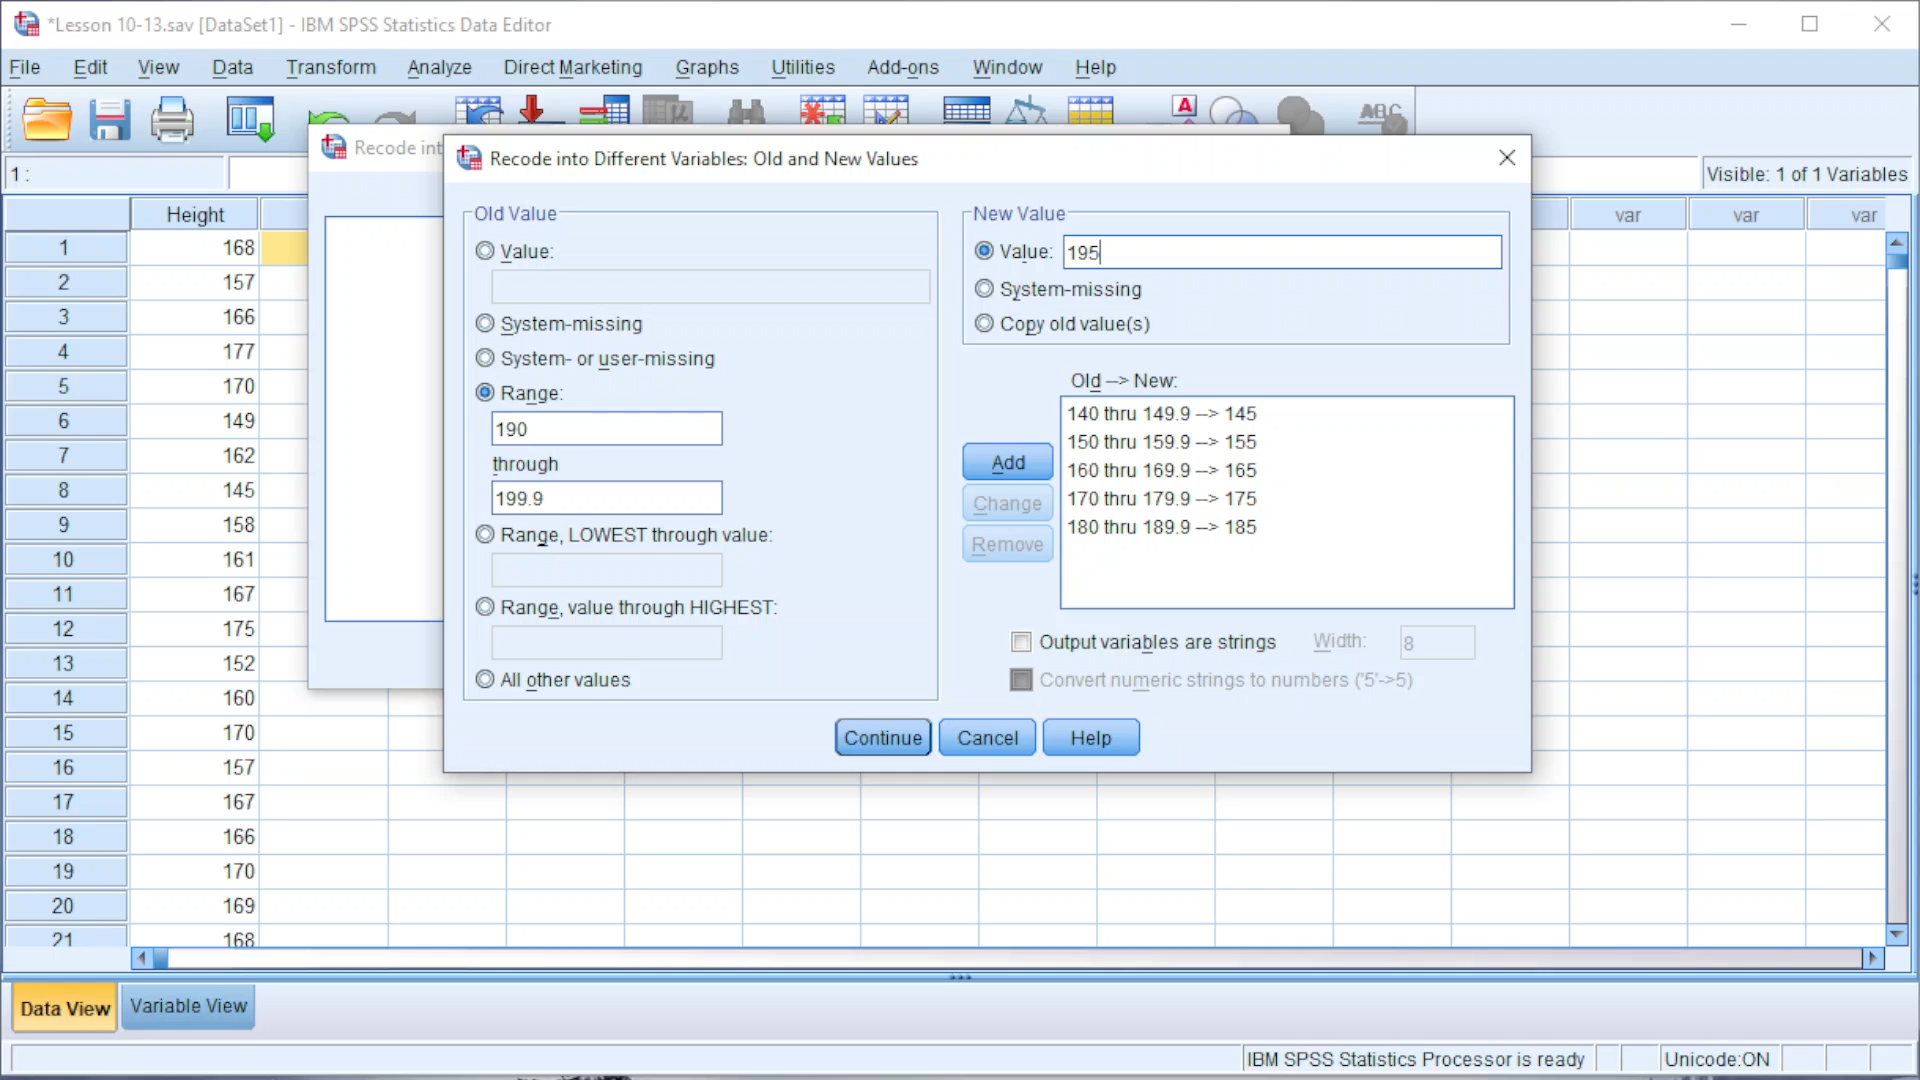 *Lesson 10-13.sav [DataSet1] - IBM SPSS Statistics Data Editor
File Edit View Data Transform Analyze Direct Marketing Graphs Utilities Add-ons Window Help
A ABC
1 : Visible: 1 of 1 Variables
Recode int
Recode into Different Variables: Old and New Values
Height var var var
1 168
2 157
3 166
4 177
5 170
6 149
7 162
8 145
9 158
10 161
11 167
12 175
13 152
14 160
15 170
16 157
17 167
18 166
19 170
20 169
21 168
Old Value
Value:
System-missing
System- or user-missing
Range:
190
through
199.9
Range, LOWEST through value:
Range, value through HIGHEST:
All other values
New Value
Value: 195
System-missing
Copy old value(s)
Old --> New:
140 thru 149.9 --> 145
150 thru 159.9 --> 155
160 thru 169.9 --> 165
170 thru 179.9 --> 175
180 thru 189.9 --> 185
Add
Change
Remove
Output variables are strings Width: 8
Convert numeric strings to numbers ('5'->5)
Continue Cancel Help
Data View Variable View
IBM SPSS Statistics Processor is ready Unicode:ON